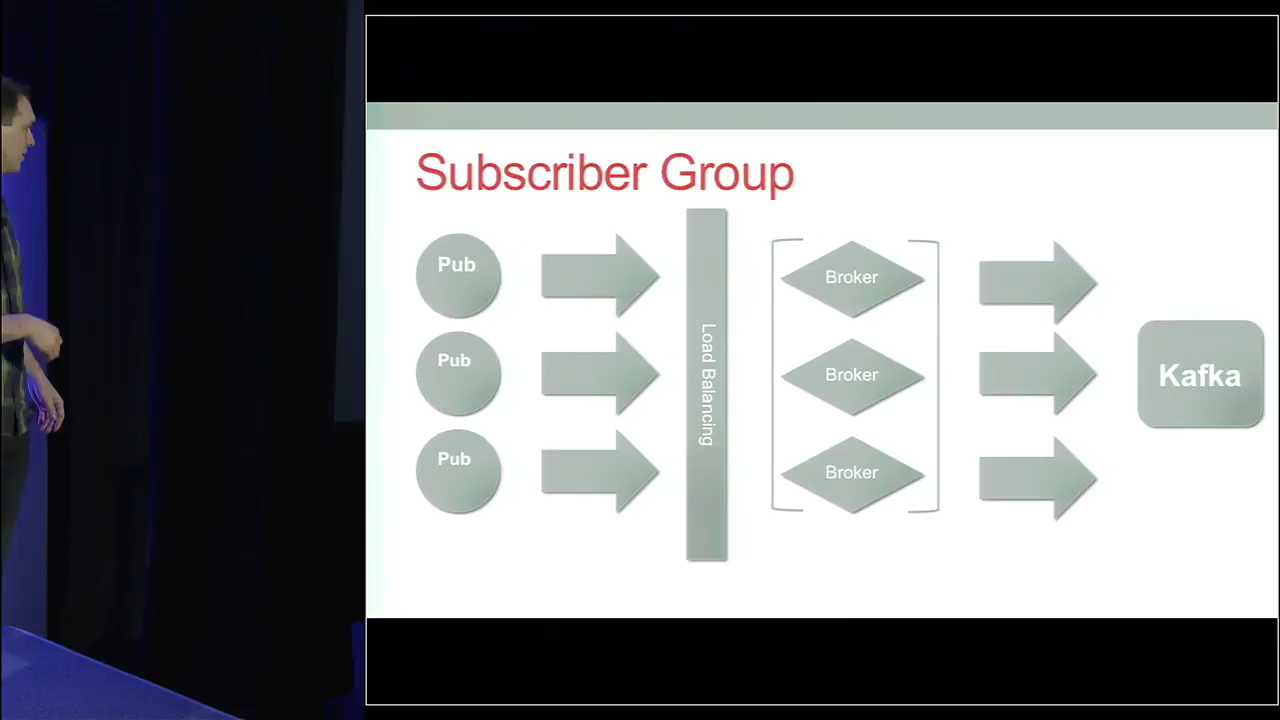 Subscriber Group
Pub
Pub
Pub
Load Balancing
Broker
Broker
Broker
Kafka